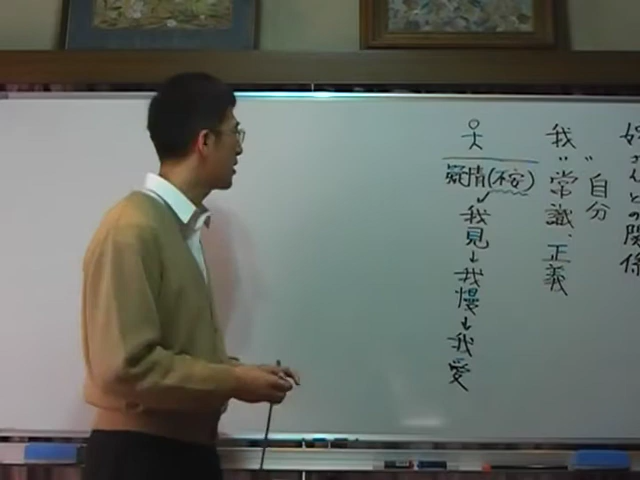 さんとの関係
"自分
我"常識、正義
疑情(不安)
↓我見↓我慢↓我愛